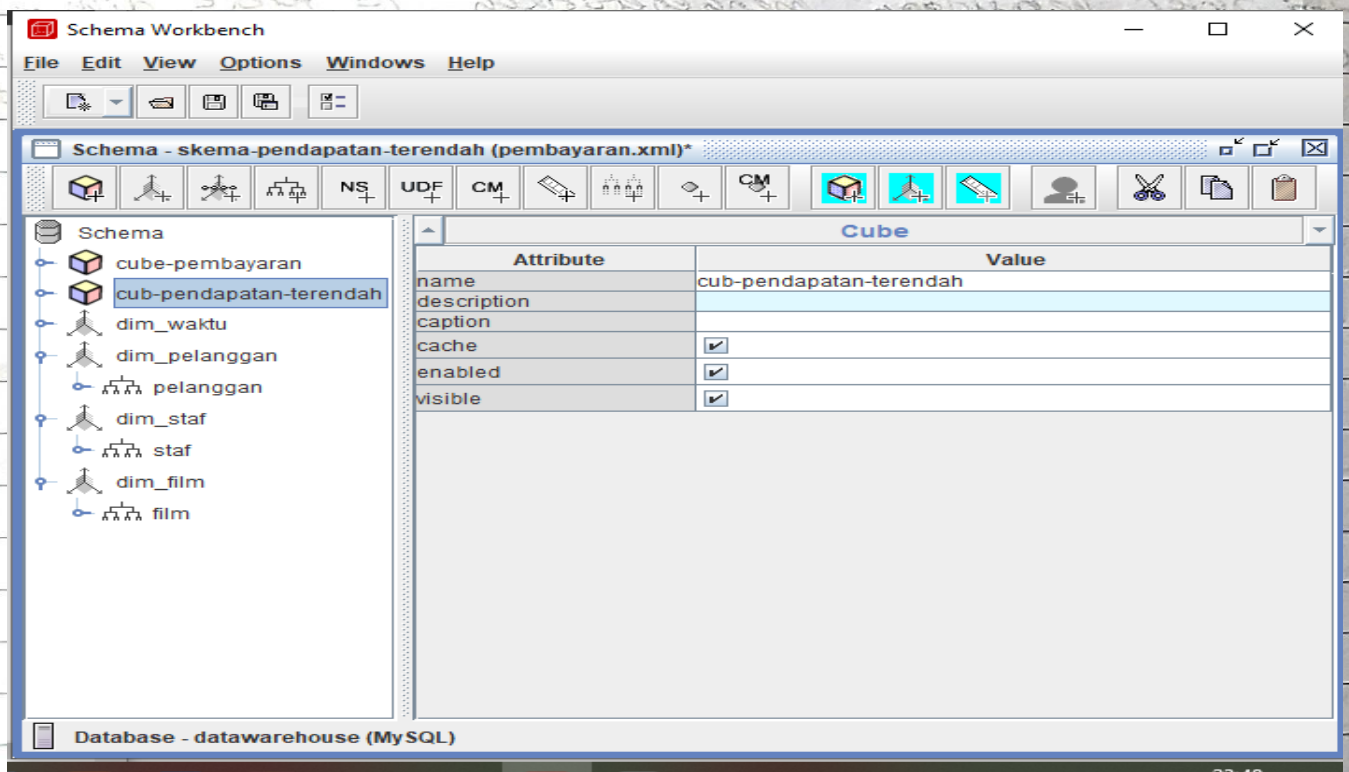 Schema Workbench
File Edit View Options Windows Help
Schema - skema-pendapatan-terendah (pembayaran.xml)*
NS UDF CM CM
Schema
cube-pembayaran
cub-pendapatan-terendah
dim_waktu
dim_pelanggan
pelanggan
dim_staf
staf
dim_film
film
Cube
Attribute Value
name cub-pendapatan-terendah
description
caption
cache
enabled
visible
Database - datawarehouse (MySQL)